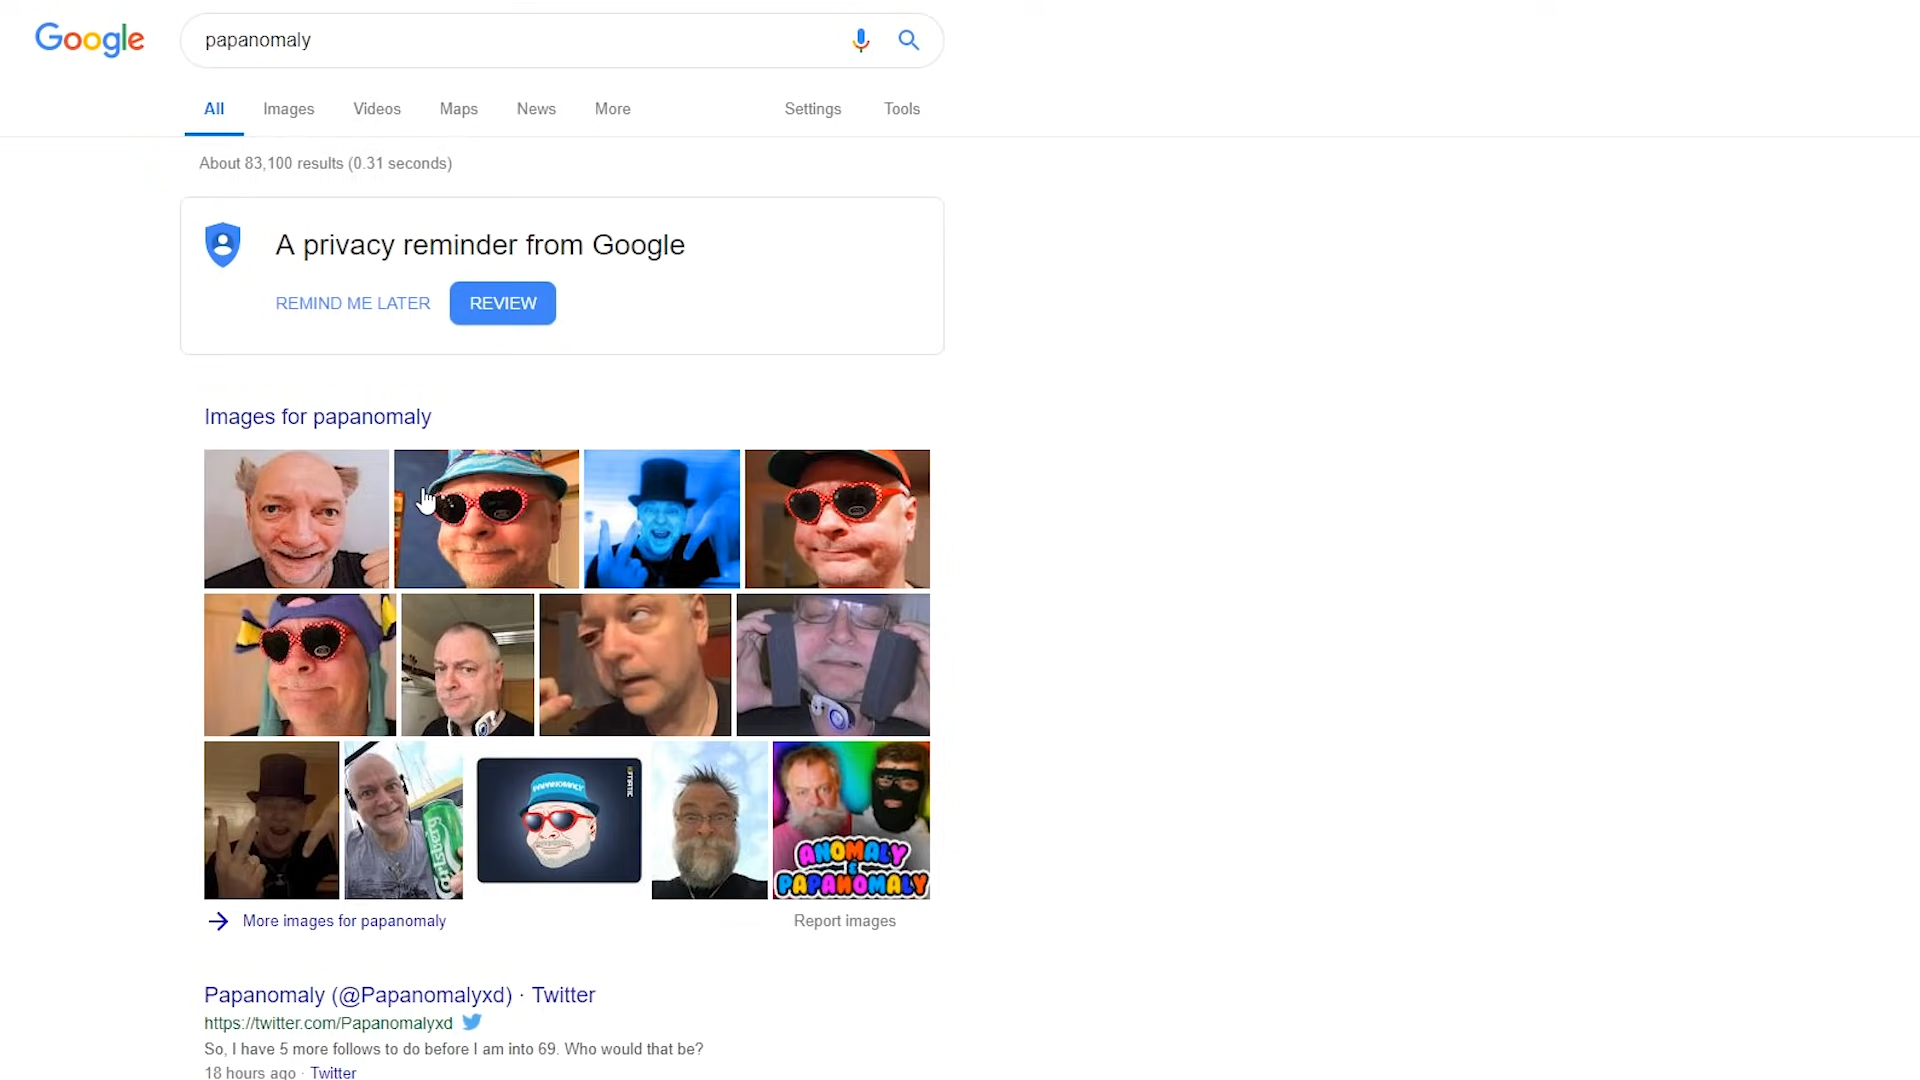 Google
papanomaly
All Images Videos Maps News More Settings Tools
About 83,100 results (0.31 seconds)
A privacy reminder from Google
REMIND ME LATER REVIEW
Images for papanomaly
Carlsberg
PAPANOMALY
ANOMALY
&
PAPANOMALY
More images for papanomaly Report images
Papanomaly (@Papanomalyxd) · Twitter
https://twitter.com/Papanomalyxd
So, I have 5 more follows to do before I am into 69. Who would that be?
18 hours ago · Twitter